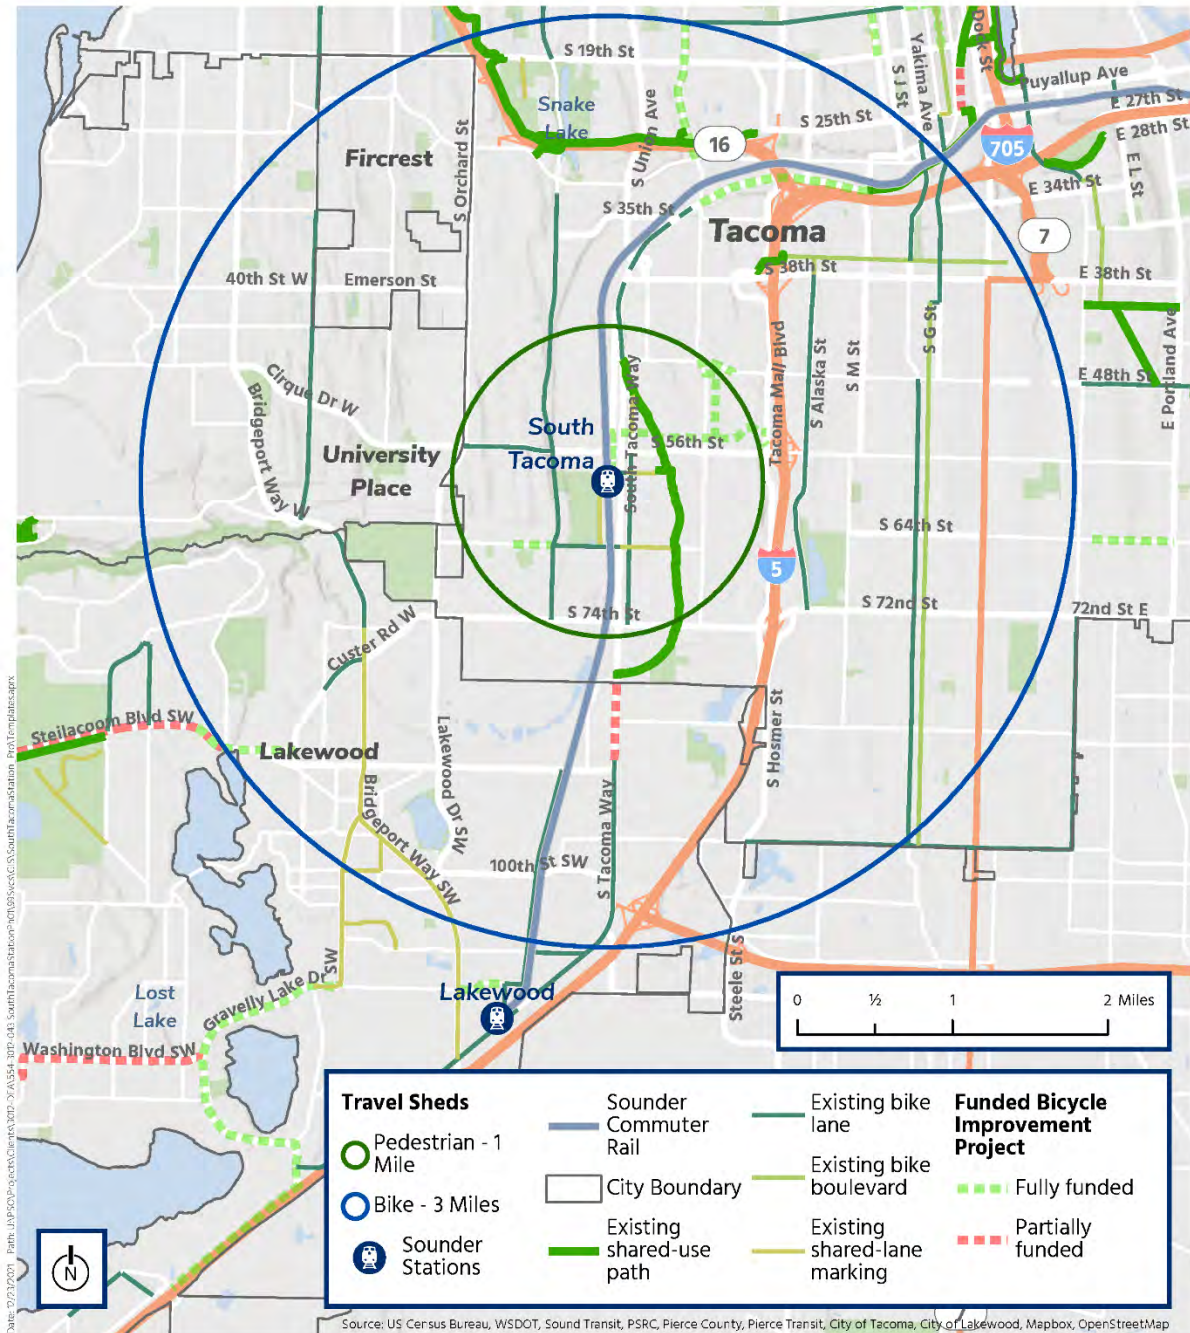 S 19th St
Dock St
Yakima Ave
S J St
Puyallup Ave
E 27th St
Snake
Lake
S Union Ave
S 25th St
E 28th St
16
705
Fircrest
S Orchard St
E L St
E 34th St
S 35th St
Tacoma
7
40th St W
Emerson St
S 38th St
E 38th St
S G St
Tacoma Mall Blvd
S Alaska St
S M St
E Portland Ave
E 48th St
Cirque Dr W
Bridgeport Way W
South Tacoma Way
South
Tacoma
S 56th St
University
Place
S 64th St
5
S 74th St
S 72nd St
72nd St E
Custer Rd W
Steilacoom Blvd SW
Lakewood
Lakewood Dr SW
S Hosmer St
Bridgeport Way SW
S Tacoma Way
100th St SW
Steele St S
Lakewood
Gravelly Lake Dr SW
Lost
Lake
Washington Blvd SW
0 ½ 1 2 Miles
Travel Sheds
Pedestrian - 1
Mile
Bike - 3 Miles
Sounder
Stations
Sounder
Commuter
Rail
City Boundary
Existing
shared-use
path
Existing bike
lane
Existing bike
boulevard
Existing
shared-lane
marking
Funded Bicycle
Improvement
Project
Fully funded
Partially
funded
N
Source: US Census Bureau, WSDOT, Sound Transit, PSRC, Pierce County, Pierce Transit, City of Tacoma, City of Lakewood, Mapbox, OpenStreetMap